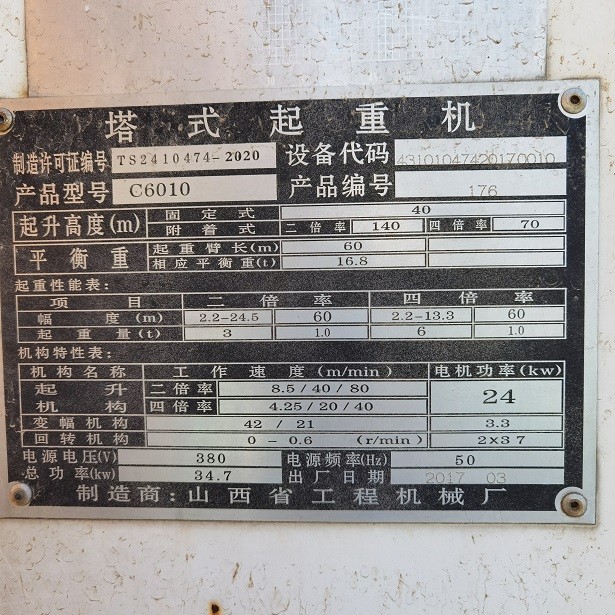 塔式起重机
制造许可证编号 TS2410474-2020 设备代码 43101047420170010
产品型号 C6010 产品编号 176
起升高度(m) 固定式 40
附着式 二倍率 140 四倍率 70
平衡重 起重臂长(m) 60
相应平衡重(t) 16.8
起重性能表:
项目 二倍率 四倍率
幅度(m) 2.2-24.5 60 2.2-13.3 60
起重量(t) 3 1.0 6 1.0
机构特性表:
机构名称 工作速度(m/min) 电机功率(kw)
起升机构 二倍率 8.5/40/80 24
四倍率 4.25/20/40
变幅机构 42/21 3.3
回转机构 0-0.6 (r/min) 2×37
电源电压(V) 380 电源频率(Hz) 50
总功率(kw) 34.7 出厂日期 2017 03
制造商:山西省工程机械厂